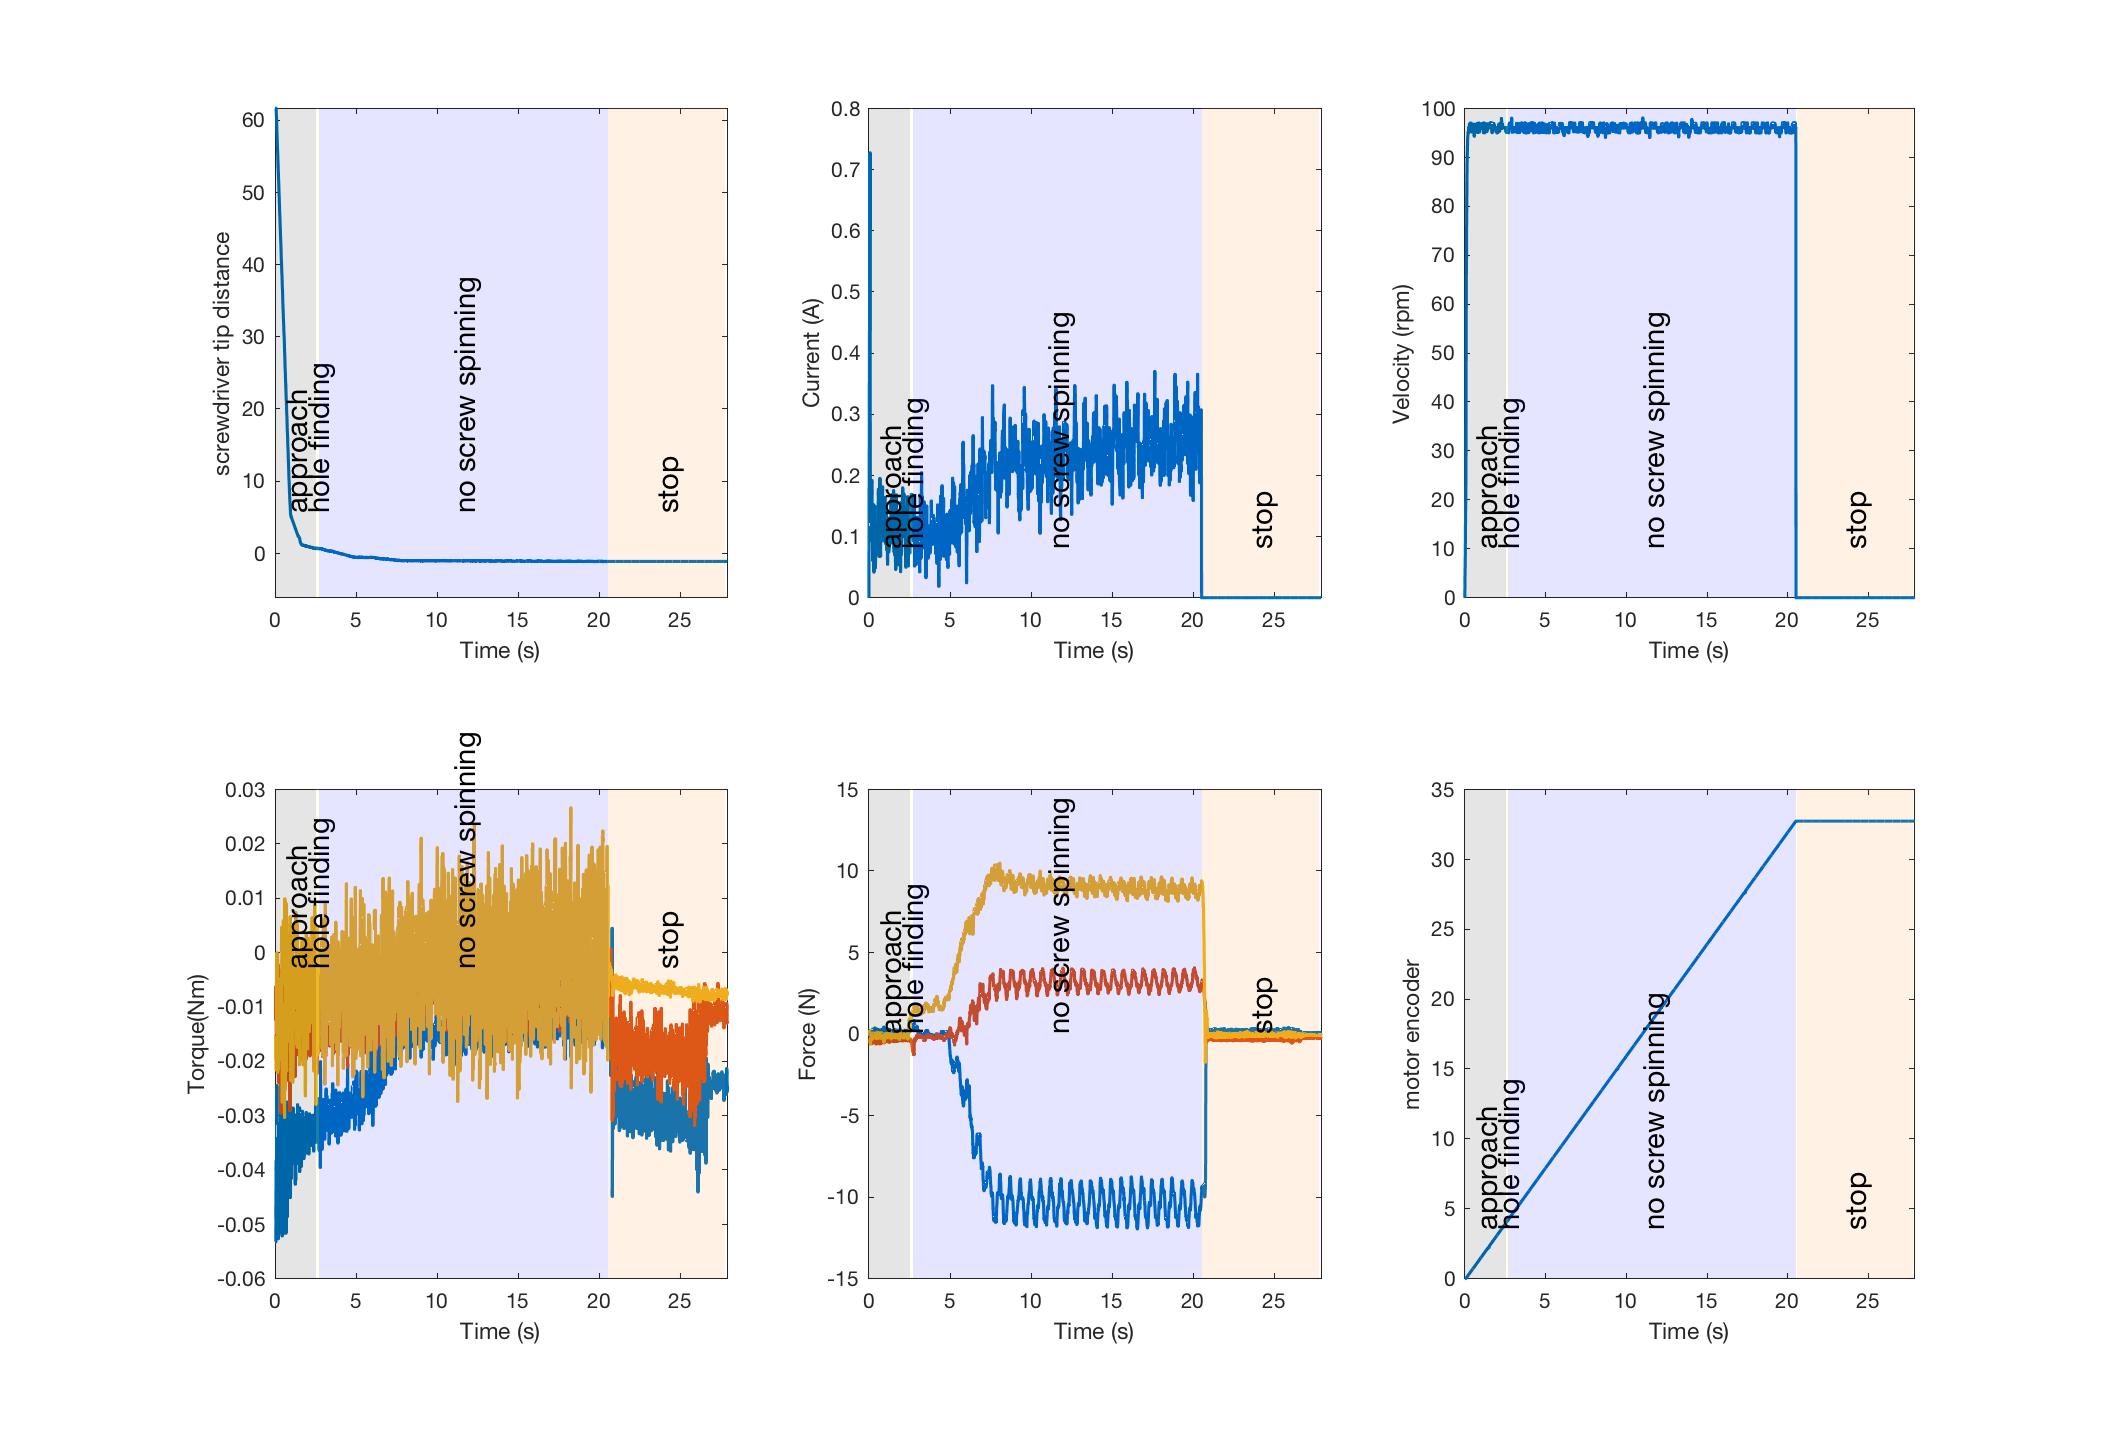 screwdriver tip distance
60
50
40
30
20
10
0
approach
hole finding
no screw spinning
stop
0 5 10 15 20 25
Time (s)
Current (A)
0.8
0.7
0.6
0.5
0.4
0.3
0.2
0.1
0
approach
hole finding
no screw spinning
stop
0 5 10 15 20 25
Time (s)
Velocity (rpm)
100
90
80
70
60
50
40
30
20
10
0
approach
hole finding
no screw spinning
stop
0 5 10 15 20 25
Time (s)
Torque(Nm)
0.03
0.02
0.01
0
-0.01
-0.02
-0.03
-0.04
-0.05
-0.06
approach
hole finding
no screw spinning
stop
0 5 10 15 20 25
Time (s)
Force (N)
15
10
5
0
-5
-10
-15
approach
hole finding
no screw spinning
stop
0 5 10 15 20 25
Time (s)
motor encoder
35
30
25
20
15
10
5
0
approach
hole finding
no screw spinning
stop
0 5 10 15 20 25
Time (s)